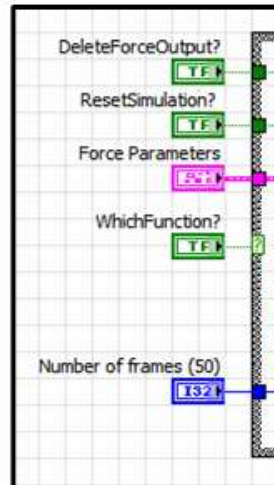 DeleteForceOutput?
TF
ResetSimulation?
TF
Force Parameters
WhichFunction?
TF
?
Number of frames (50)
I32